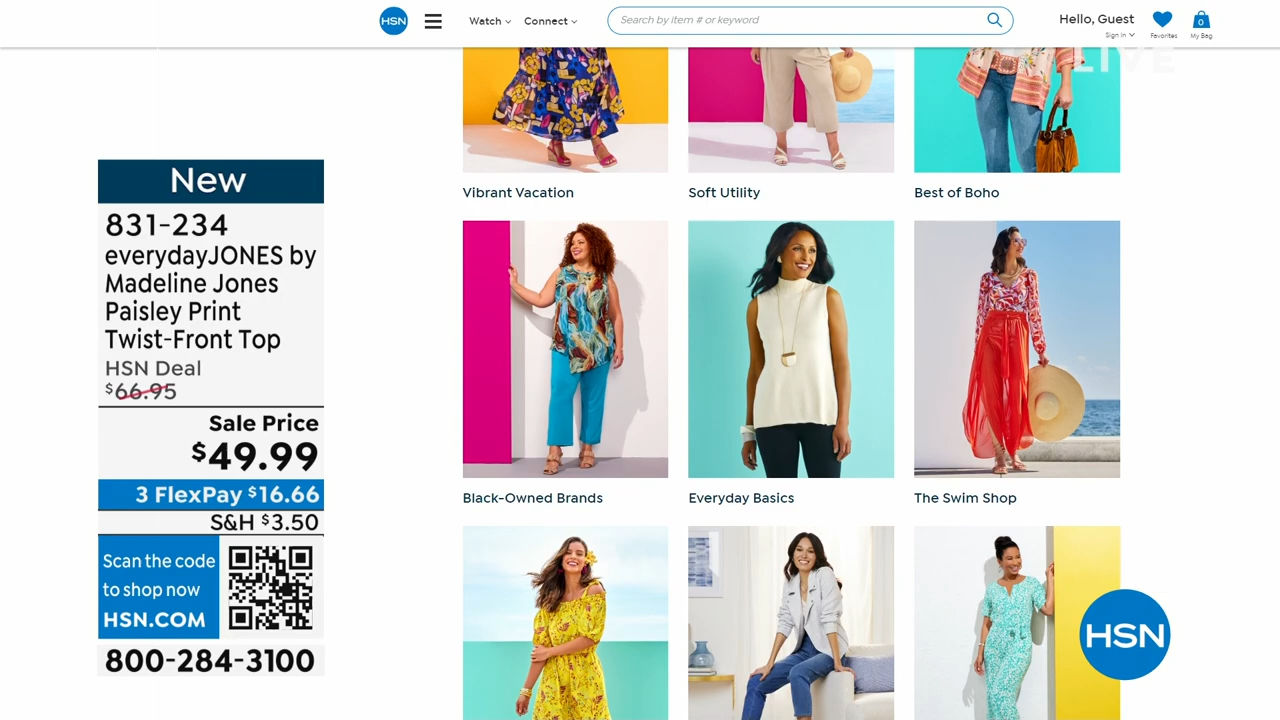 HSN
Watch
Connect
Search by item # or keyword
Hello, Guest
Sign In
Favorites
0
My Bag
LIVE
New
831-234
everydayJONES by
Madeline Jones
Paisley Print
Twist-Front Top
HSN Deal
$66.95
Sale Price
$49.99
3 FlexPay $16.66
S&H $3.50
Scan the code
to shop now
HSN.COM
800-284-3100
Vibrant Vacation
Soft Utility
Best of Boho
Black-Owned Brands
Everyday Basics
The Swim Shop
HSN